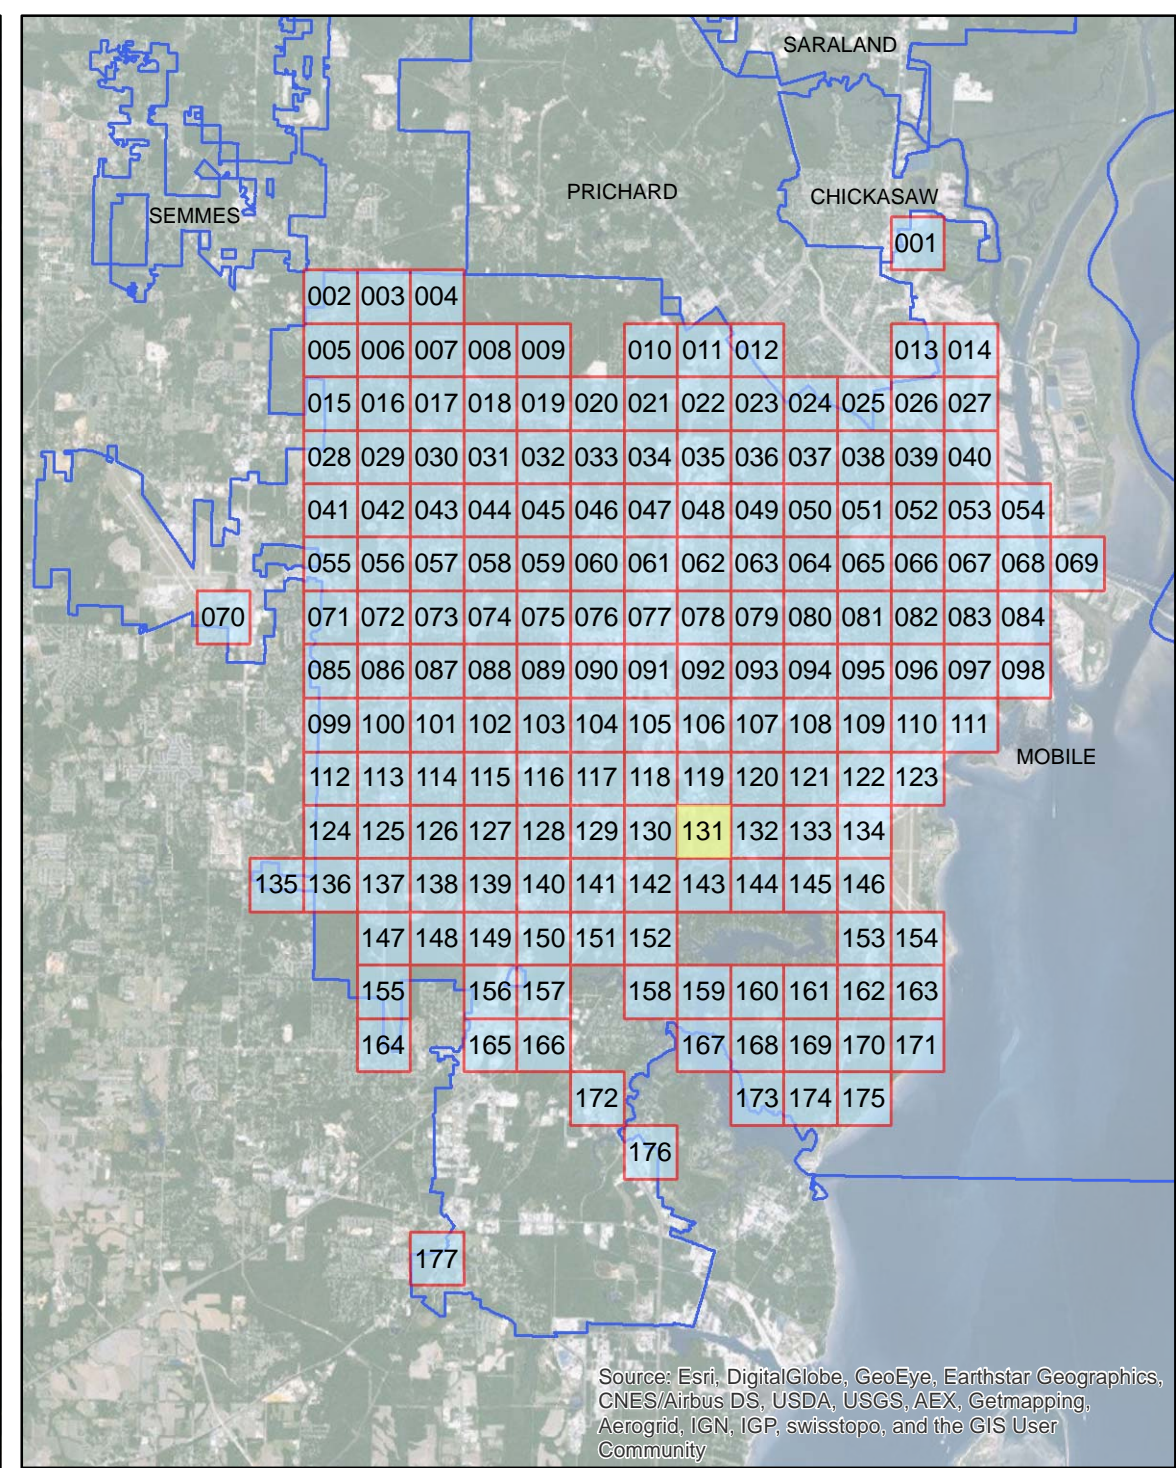 SARALAND
PRICHARD
CHICKASAW
SEMMES
001
002 003 004
005 006 007 008 009 010 011 012 013 014
015 016 017 018 019 020 021 022 023 024 025 026 027
028 029 030 031 032 033 034 035 036 037 038 039 040
041 042 043 044 045 046 047 048 049 050 051 052 053 054
055 056 057 058 059 060 061 062 063 064 065 066 067 068 069
070 071 072 073 074 075 076 077 078 079 080 081 082 083 084
085 086 087 088 089 090 091 092 093 094 095 096 097 098
099 100 101 102 103 104 105 106 107 108 109 110 111
MOBILE
112 113 114 115 116 117 118 119 120 121 122 123
124 125 126 127 128 129 130 131 132 133 134
135 136 137 138 139 140 141 142 143 144 145 146
147 148 149 150 151 152 153 154
155 156 157 158 159 160 161 162 163
164 165 166 167 168 169 170 171
172 173 174 175
176
177
Source: Esri, DigitalGlobe, GeoEye, Earthstar Geographics,
CNES/Airbus DS, USDA, USGS, AEX, Getmapping,
Aerogrid, IGN, IGP, swisstopo, and the GIS User
Community